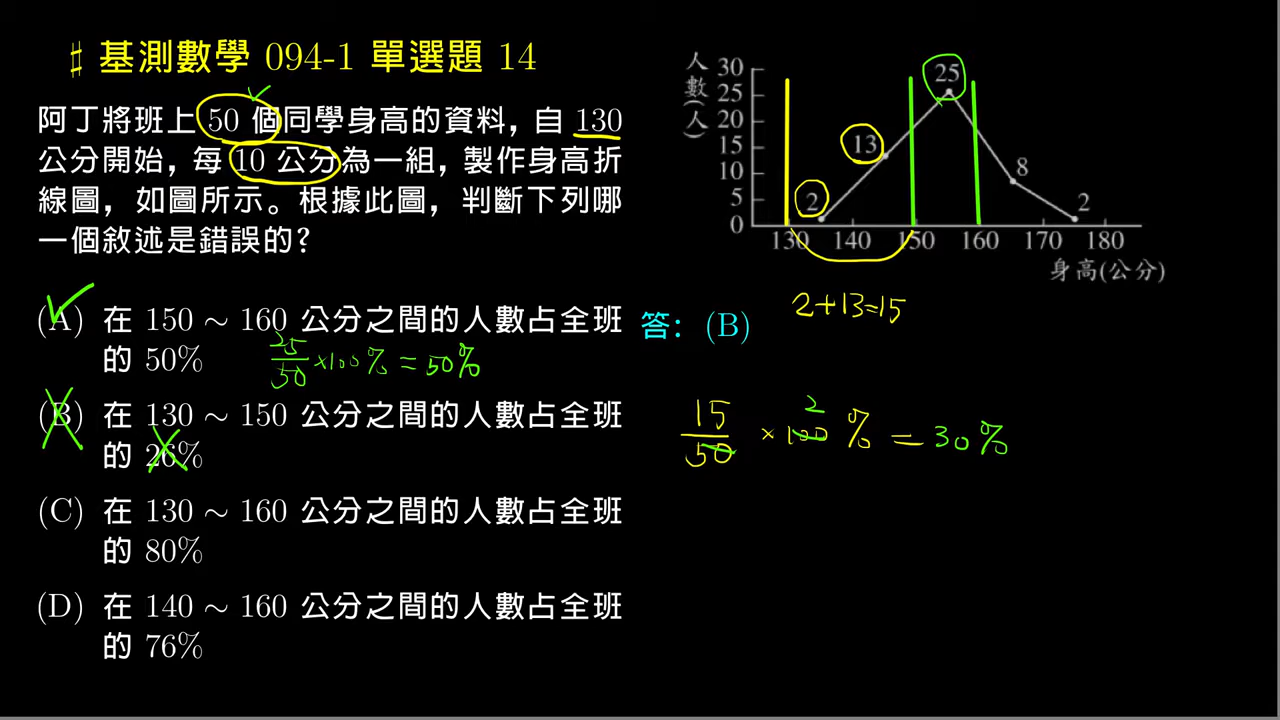 ♯ 基測數學 094-1 單選題 14
阿丁將班上 50 個同學身高的資料，自 130
公分開始，每 10 公分為一組，製作身高折
線圖，如圖所示。根據此圖，判斷下列哪
一個敘述是錯誤的？
(A) 在 150 ∼ 160 公分之間的人數占全班
的 50%
25/50 ×100% = 50%
(B) 在 130 ∼ 150 公分之間的人數占全班
的 26%
(C) 在 130 ∼ 160 公分之間的人數占全班
的 80%
(D) 在 140 ∼ 160 公分之間的人數占全班
的 76%
人數(人)
30
25
20
15
10
5
0
2
13
25
8
2
130 140 150 160 170 180
身高(公分)
2+13=15
答： (B)
15/50 × 100 % = 30%
2